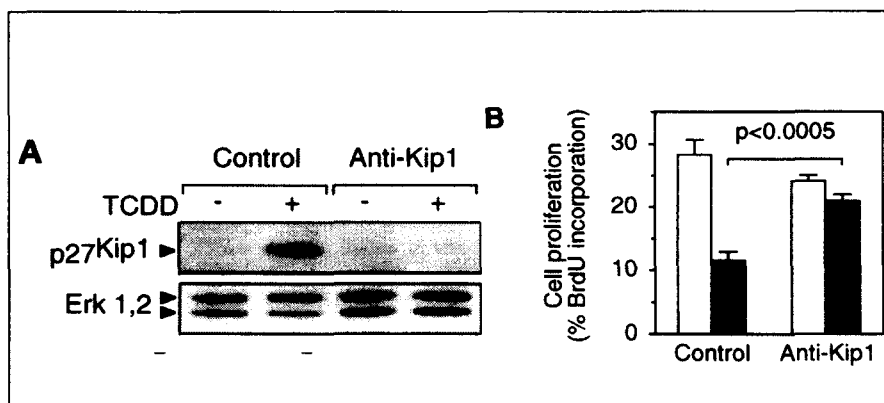 A
Control Anti-Kip1
TCDD - + - +
p27Kip1
Erk 1,2
– –
B
p<0.0005
Cell proliferation
(% BrdU incorporation)
30
20
10
0
Control Anti-Kip1